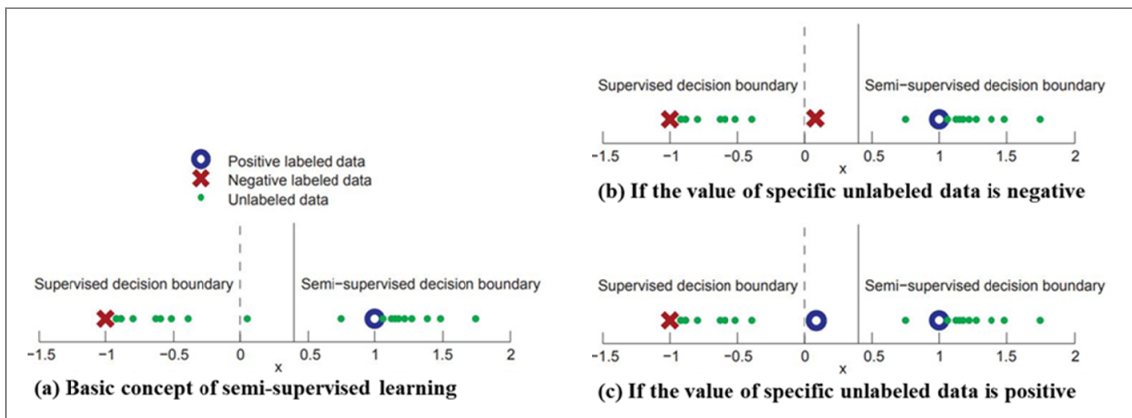 Positive labeled data
Negative labeled data
Unlabeled data
Supervised decision boundary
Semi-supervised decision boundary
-1.5 -1 -0.5 0 0.5 1 1.5 2
x
(a) Basic concept of semi-supervised learning
Supervised decision boundary
Semi-supervised decision boundary
-1.5 -1 -0.5 0 0.5 1 1.5 2
x
(b) If the value of specific unlabeled data is negative
Supervised decision boundary
Semi-supervised decision boundary
-1.5 -1 -0.5 0 0.5 1 1.5 2
x
(c) If the value of specific unlabeled data is positive